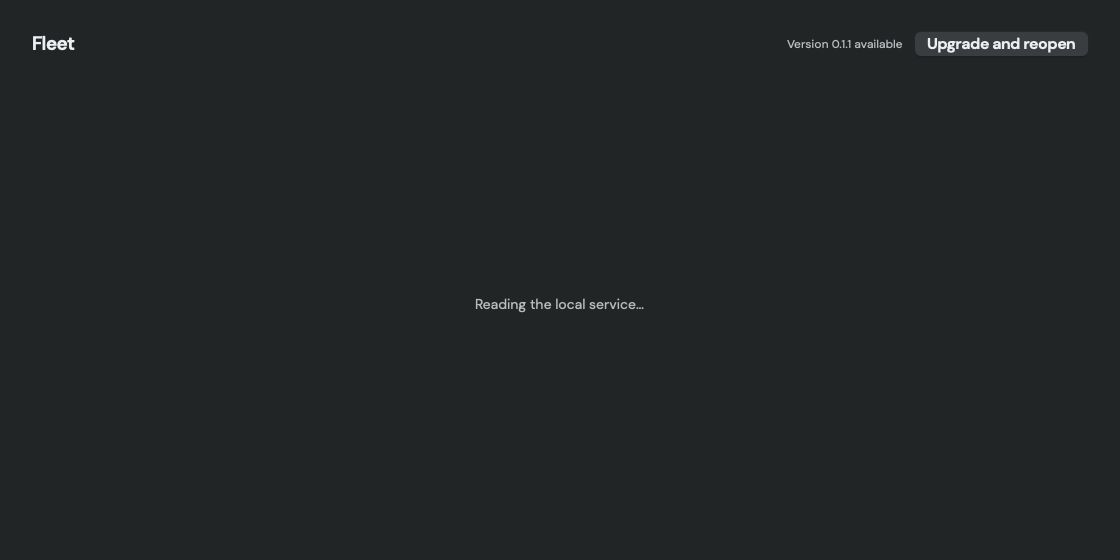 Fleet
Version 0.1.1 available
Upgrade and reopen
Reading the local service...